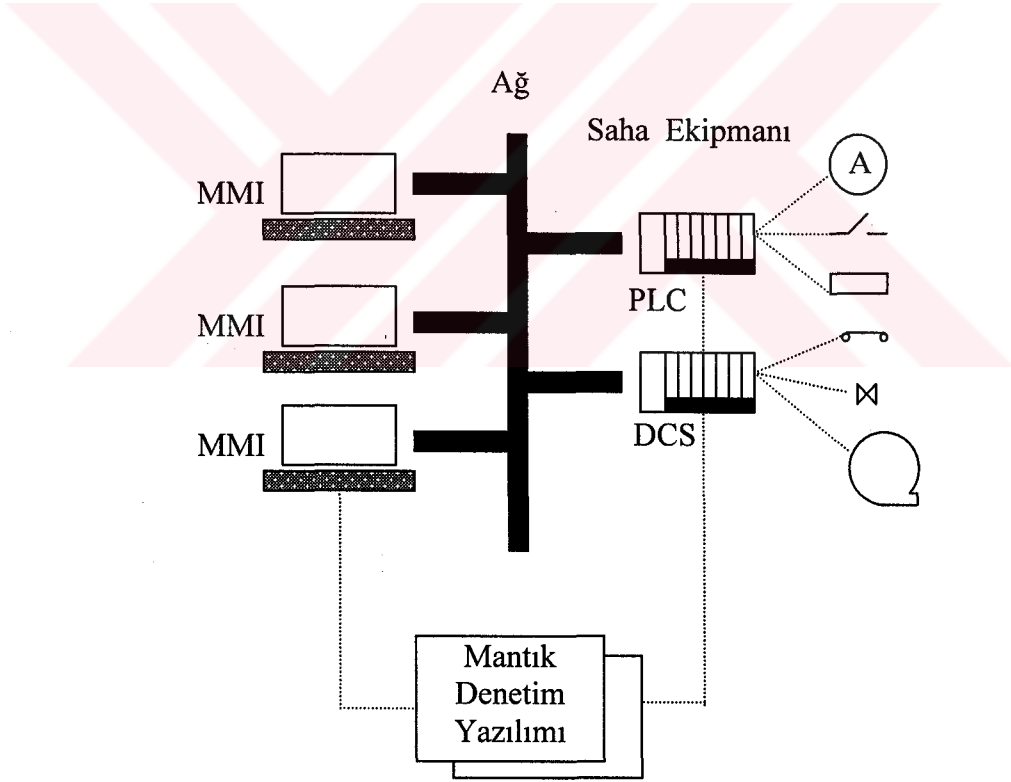 Ağ
Saha Ekipmanı
MMI
A
PLC
MMI
DCS
MMI
Mantık
Denetim
Yazılımı